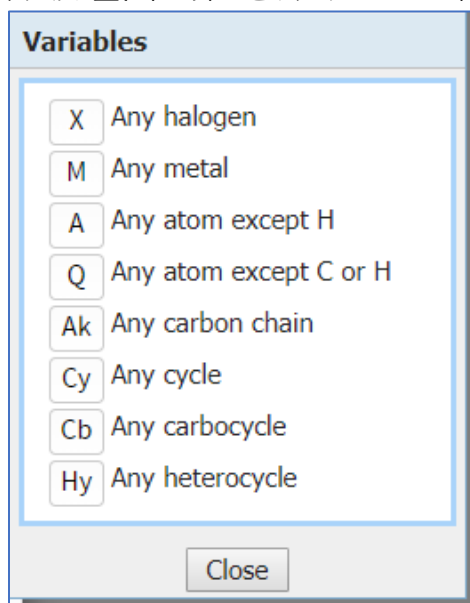 Variables
X Any halogen
M Any metal
A Any atom except H
Q Any atom except C or H
Ak Any carbon chain
Cy Any cycle
Cb Any carbocycle
Hy Any heterocycle
Close